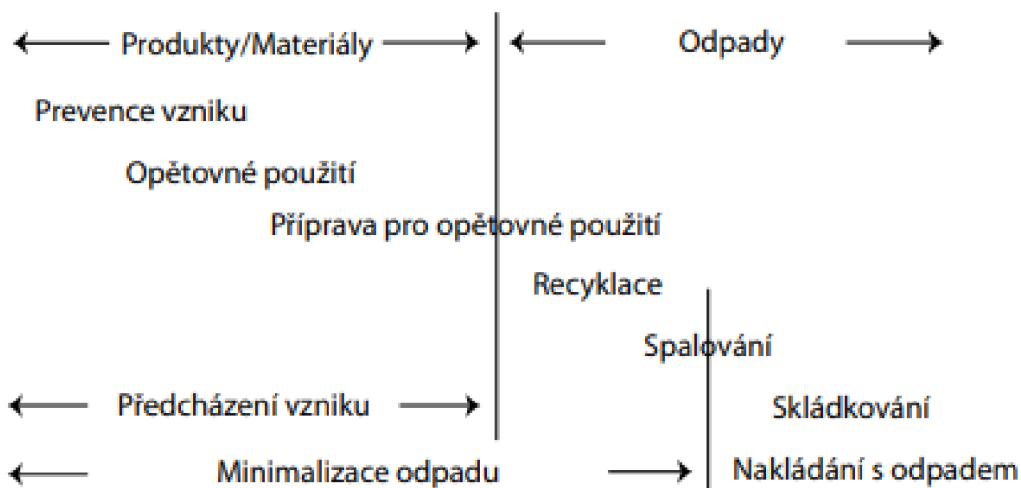 Produkty/Materiály
Odpady
Prevence vzniku
Opětovné použití
Příprava pro opětovné použití
Recyklace
Spalování
Předcházení vzniku
Skládkování
Minimalizace odpadu
Nakládání s odpadem